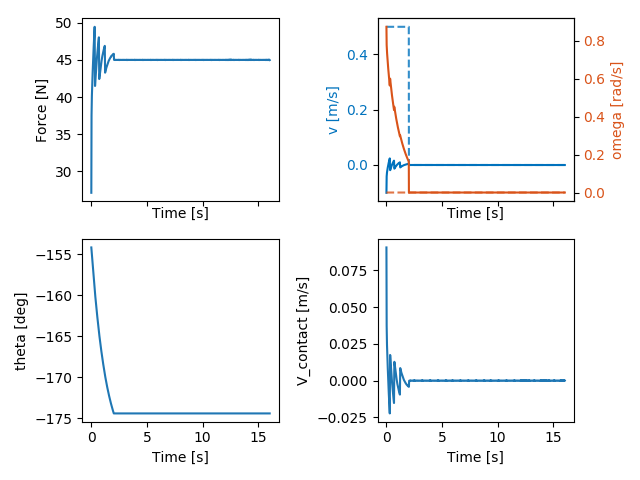 50
45
40
35
30
Force [N]
Time [s]
0.4
0.2
0.0
v [m/s]
0.8
0.6
0.4
0.2
0.0
omega [rad/s]
Time [s]
−155
−160
−165
−170
−175
theta [deg]
0 5 10 15
Time [s]
0.075
0.050
0.025
0.000
−0.025
V_contact [m/s]
0 5 10 15
Time [s]